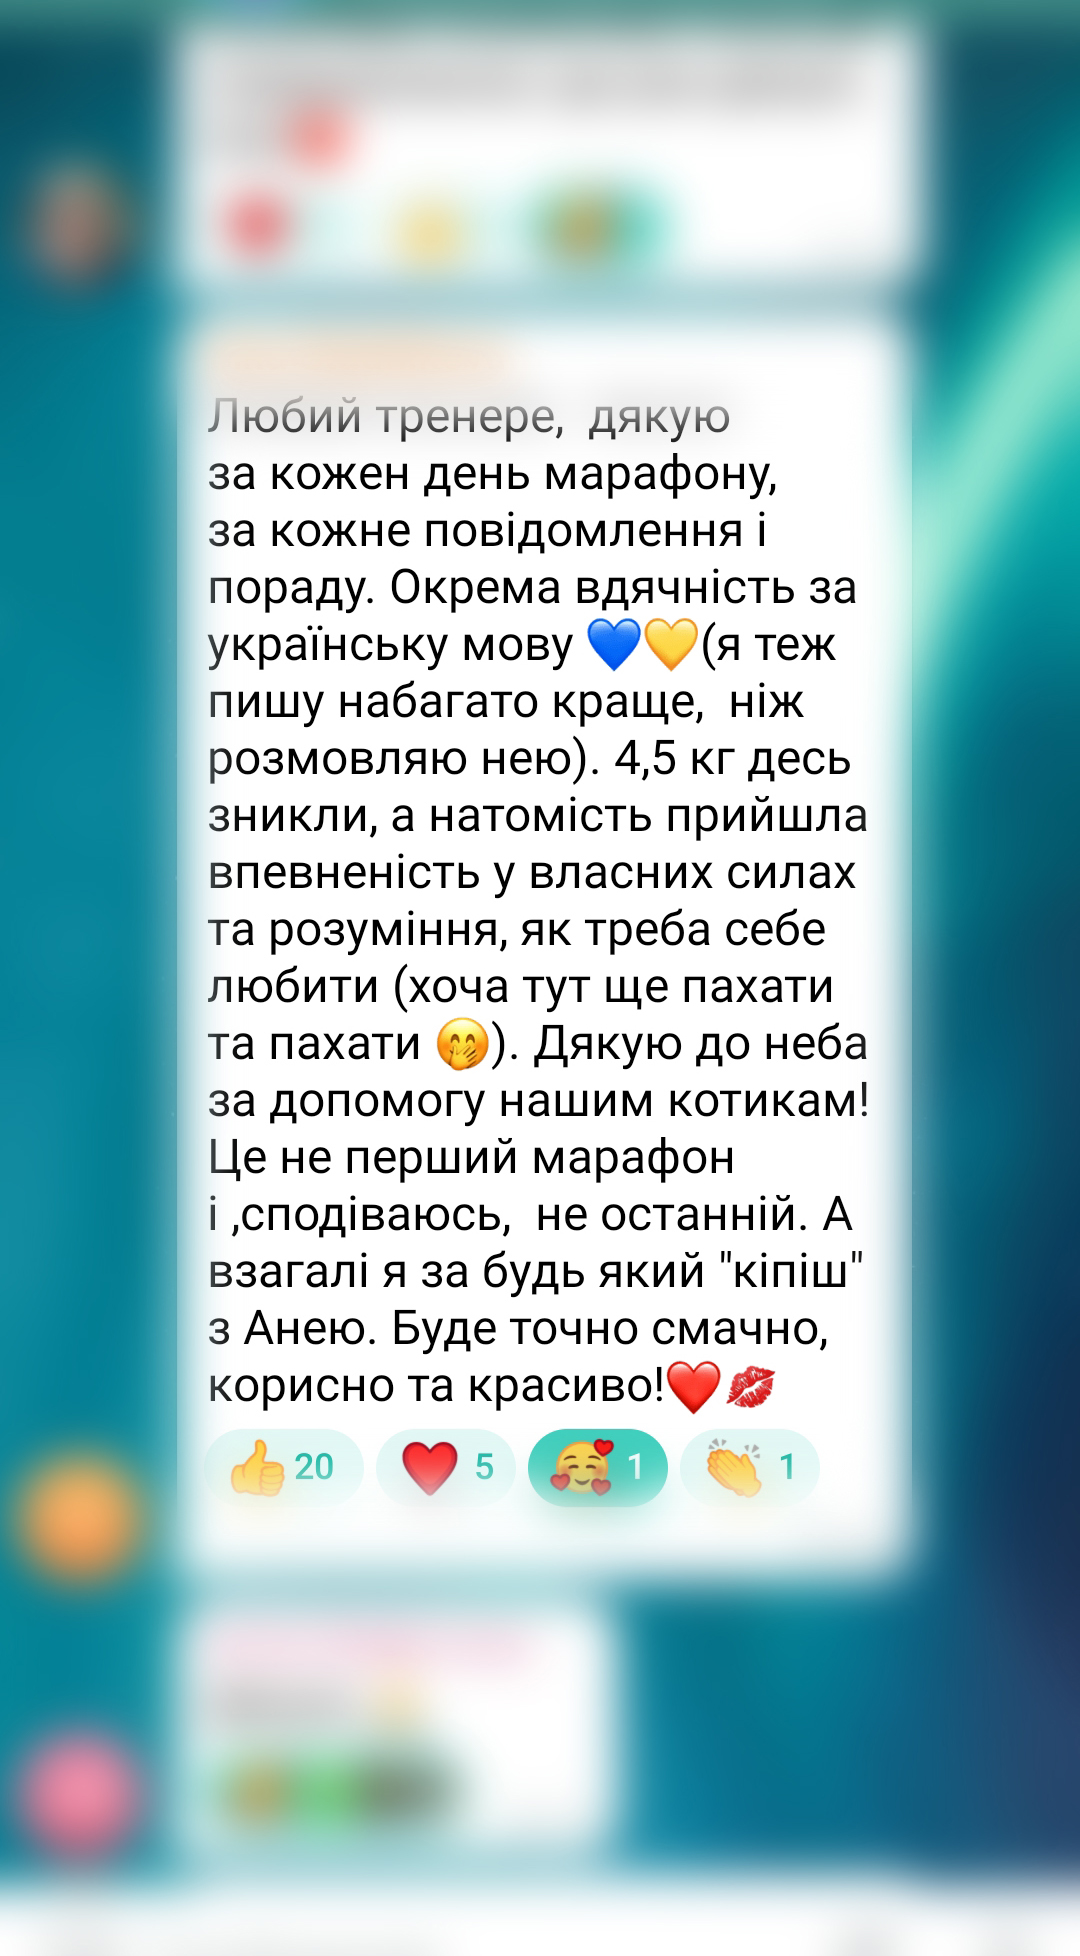 Любий тренере,  дякую
за кожен день марафону,
за кожне повідомлення і
пораду. Окрема вдячність за
українську мову 💙💛(я теж
пишу набагато краще,  ніж
розмовляю нею). 4,5 кг десь
зникли, а натомість прийшла
впевненість у власних силах
та розуміння, як треба себе
любити (хоча тут ще пахати
та пахати 🤭). Дякую до неба
за допомогу нашим котикам!
Це не перший марафон
і ,сподіваюсь,  не останній. А
взагалі я за будь який "кіпіш"
з Анею. Буде точно смачно,
корисно та красиво!❤️💋
👍 20 ❤️ 5 🥰 1 👏 1